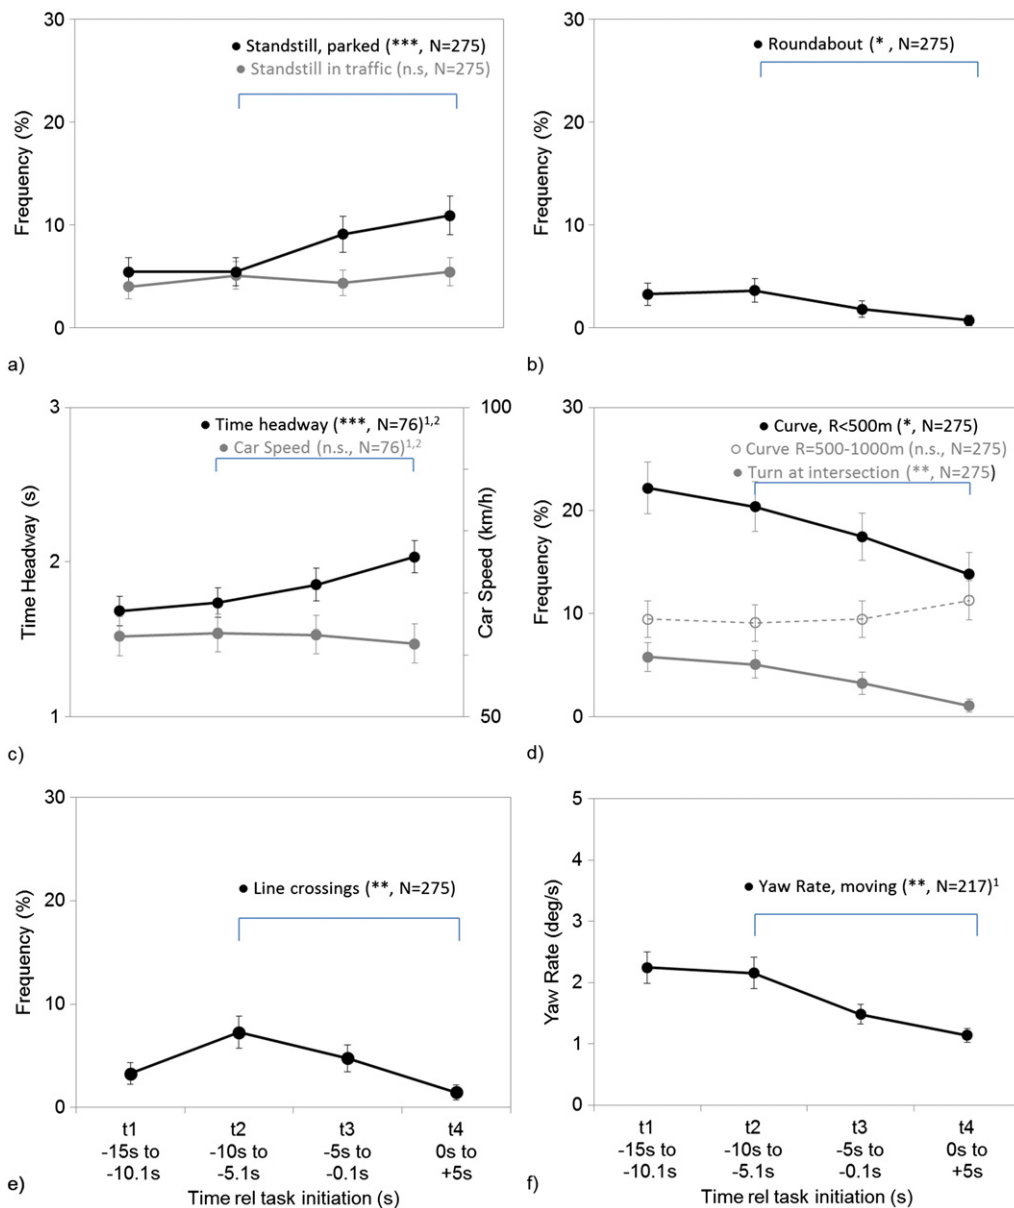 30
Standstill, parked (***, N=275)
Standstill in traffic (n.s, N=275)
20
10
0
Frequency (%)
a)
30
Roundabout (* , N=275)
20
10
0
Frequency (%)
b)
3
Time headway (***, N=76)1,2
Car Speed (n.s., N=76)1,2
2
1
Time Headway (s)
100
50
Car Speed (km/h)
c)
30
Curve, R<500m (*, N=275)
Curve R=500-1000m (n.s., N=275)
Turn at intersection (**, N=275)
20
10
0
Frequency (%)
d)
30
Line crossings (**, N=275)
20
10
0
Frequency (%)
t1 t2 t3 t4
-15s to -10s to -5s to 0s to
-10.1s -5.1s -0.1s +5s
Time rel task initiation (s)
e)
5
4
Yaw Rate, moving (**, N=217)1
3
2
1
0
Yaw Rate (deg/s)
t1 t2 t3 t4
-15s to -10s to -5s to 0s to
-10.1s -5.1s -0.1s +5s
Time rel task initiation (s)
f)